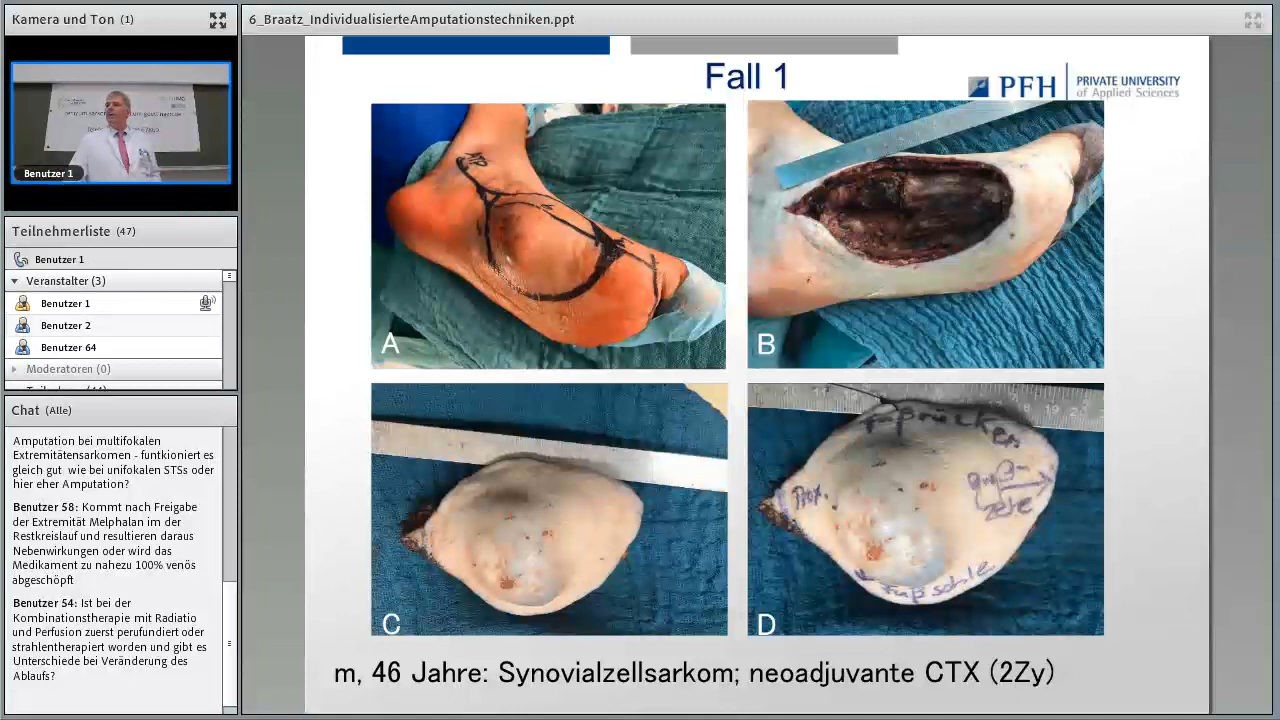 Kamera und Ton (1)
6_Braatz_IndividualisierteAmputationstechniken.ppt
Benutzer 1
Teilnehmerliste (47)
Benutzer 1
Veranstalter (3)
Benutzer 1
Benutzer 2
Benutzer 64
Moderatoren (0)
Chat (Alle)
Amputation bei multifokalen
Extremitätensarkomen - funtkioniert es
gleich gut wie bei unifokalen STSs oder
hier eher Amputation?
Benutzer 58: Kommt nach Freigabe
der Extremität Melphalan im der
Restkreislauf und resultieren daraus
Nebenwirkungen oder wird das
Medikament zu nahezu 100% venös
abgeschöpft
Benutzer 54: Ist bei der
Kombinationstherapie mit Radiatio
und Perfusion zuerst perufundiert oder
strahlentherapiert worden und gibt es
Unterschiede bei Veränderung des
Ablaufs?
Fall 1
PFH PRIVATE UNIVERSITY
of Applied Sciences
A
B
C
D
Fußrücken
Prox.
Groß-
zehe
Fußsohle
m, 46 Jahre: Synovialzellsarkom; neoadjuvante CTX (2Zy)